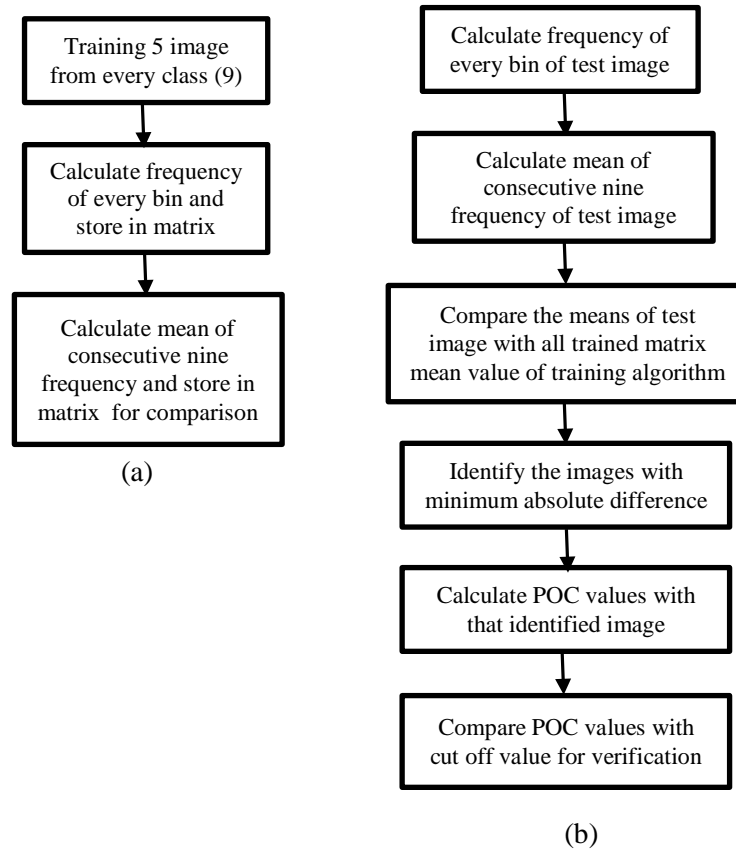 Training 5 image
from every class (9)
Calculate frequency
of every bin and
store in matrix
Calculate mean of
consecutive nine
frequency and store in
matrix for comparison
(a)
Calculate frequency of
every bin of test image
Calculate mean of
consecutive nine
frequency of test image
Compare the means of test
image with all trained matrix
mean value of training algorithm
Identify the images with
minimum absolute difference
Calculate POC values with
that identified image
Compare POC values with
cut off value for verification
(b)